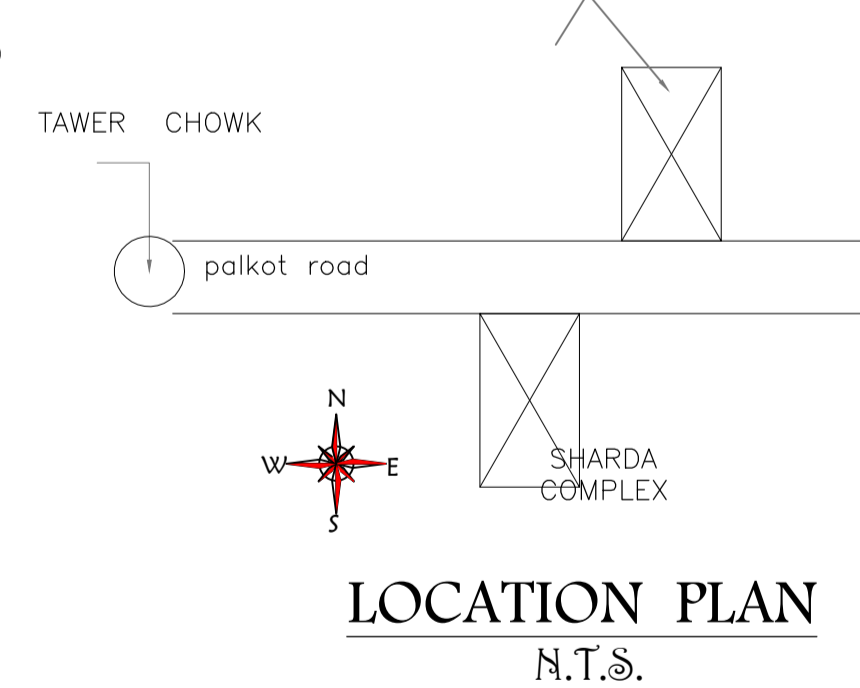 TAWER CHOWK
palkot road
N
W E
S
SHARDA
COMPLEX
LOCATION PLAN
N.T.S.